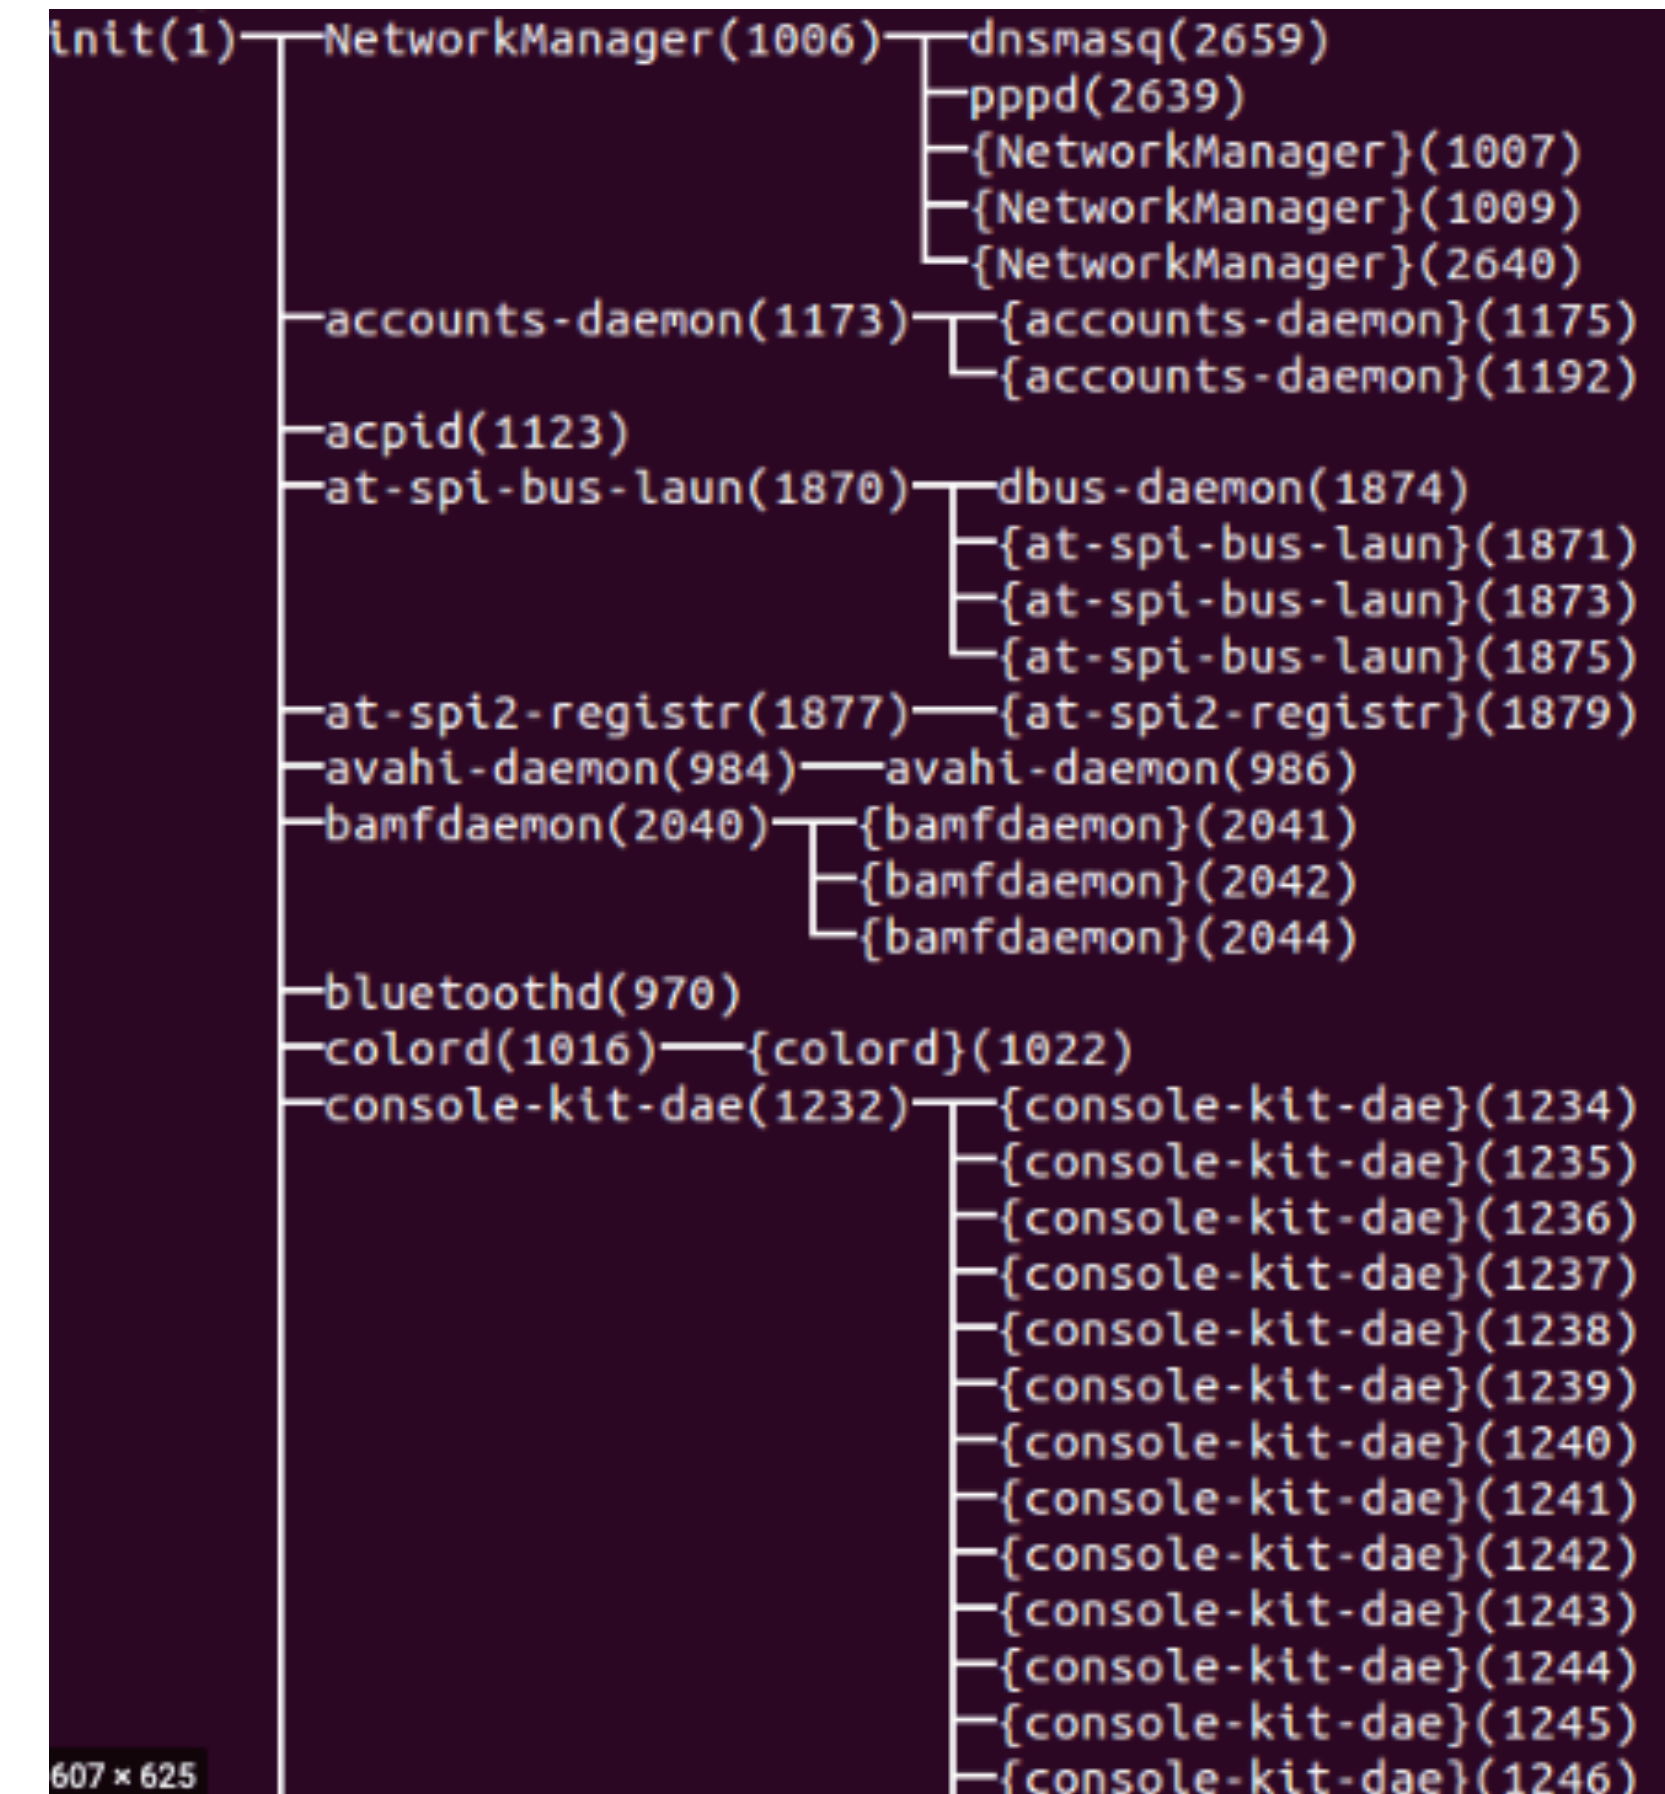 init(1)─┬─NetworkManager(1006)─┬─dnsmasq(2659)
├─pppd(2639)
├─{NetworkManager}(1007)
├─{NetworkManager}(1009)
└─{NetworkManager}(2640)
├─accounts-daemon(1173)─┬─{accounts-daemon}(1175)
└─{accounts-daemon}(1192)
├─acpid(1123)
├─at-spi-bus-laun(1870)─┬─dbus-daemon(1874)
├─{at-spi-bus-laun}(1871)
├─{at-spi-bus-laun}(1873)
└─{at-spi-bus-laun}(1875)
├─at-spi2-registr(1877)───{at-spi2-registr}(1879)
├─avahi-daemon(984)───avahi-daemon(986)
├─bamfdaemon(2040)─┬─{bamfdaemon}(2041)
├─{bamfdaemon}(2042)
└─{bamfdaemon}(2044)
├─bluetoothd(970)
├─colord(1016)───{colord}(1022)
├─console-kit-dae(1232)─┬─{console-kit-dae}(1234)
├─{console-kit-dae}(1235)
├─{console-kit-dae}(1236)
├─{console-kit-dae}(1237)
├─{console-kit-dae}(1238)
├─{console-kit-dae}(1239)
├─{console-kit-dae}(1240)
├─{console-kit-dae}(1241)
├─{console-kit-dae}(1242)
├─{console-kit-dae}(1243)
├─{console-kit-dae}(1244)
├─{console-kit-dae}(1245)
├─{console-kit-dae}(1246)
607 × 625